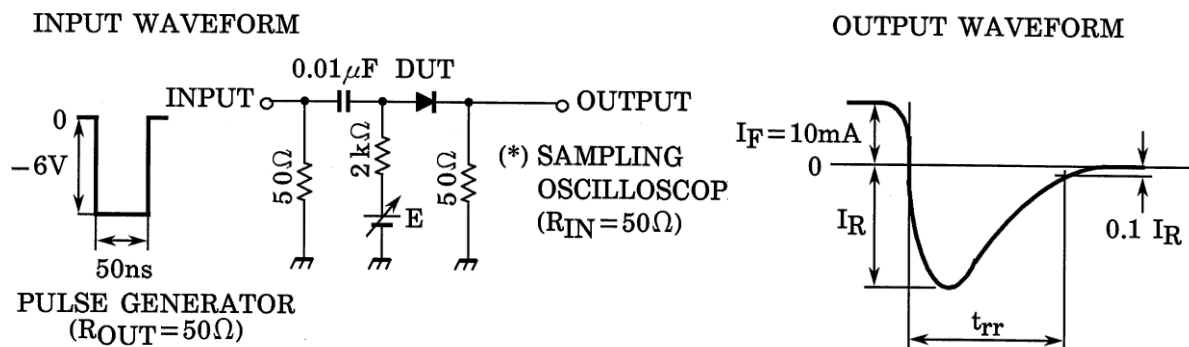 INPUT WAVEFORM
0
−6V
50ns
PULSE GENERATOR
(ROUT=50Ω)
0.01μF DUT
INPUT
OUTPUT
50Ω
2kΩ
E
50Ω
(*) SAMPLING
OSCILLOSCOP
(RIN=50Ω)
OUTPUT WAVEFORM
IF=10mA
0
IR
0.1 IR
trr